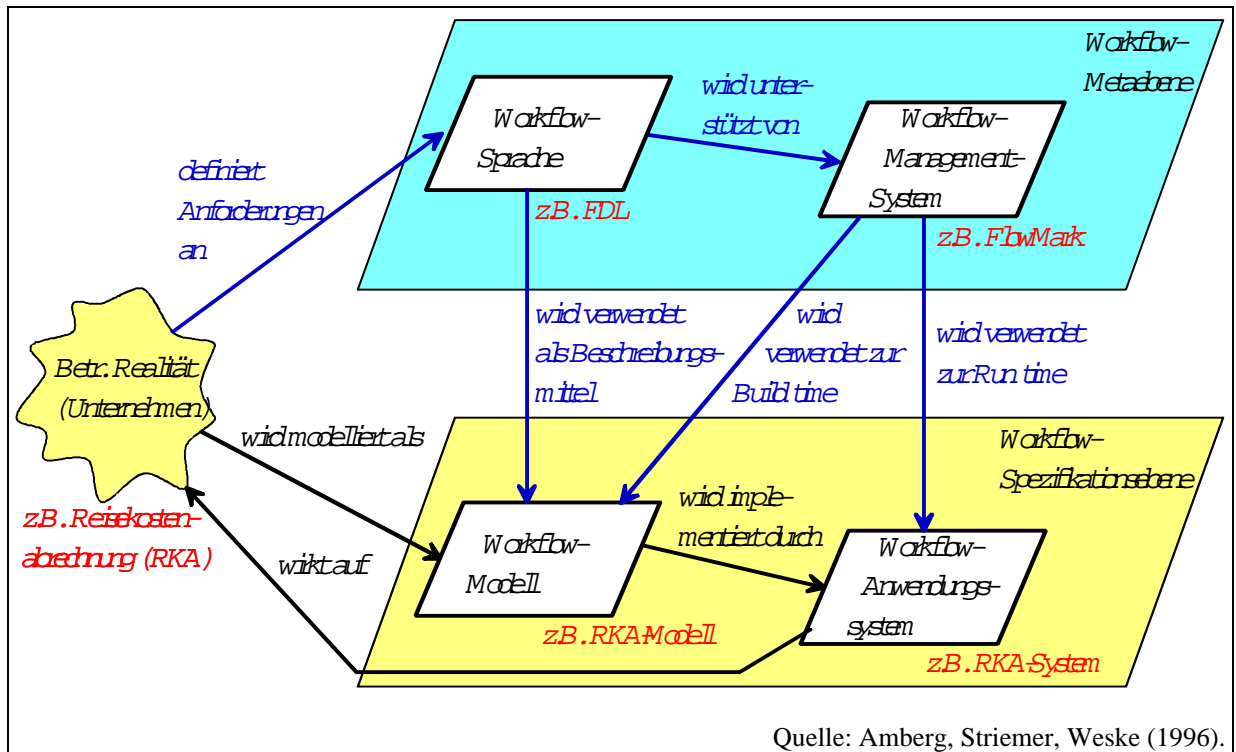 Workflow-
Metaebene
Workflow-
Sprache
z.B. FDL
wird unter-
stützt von
Workflow-
Management-
System
z.B. FlowMark
definiert
Anforderungen
an
Betr. Realität
(Unternehmen)
z.B. Reisekosten-
abrechnung (RKA)
wird verwendet
als Beschreibungs-
mittel
wird
verwendet zur
Build time
wird verwendet
zur Run time
wird modelliert als
wirkt auf
Workflow-
Spezifikationsebene
Workflow-
Modell
z.B. RKA-Modell
wird imple-
mentiert durch
Workflow-
Anwendungs-
system
z.B. RKA-System
Quelle: Amberg, Striemer, Weske (1996).